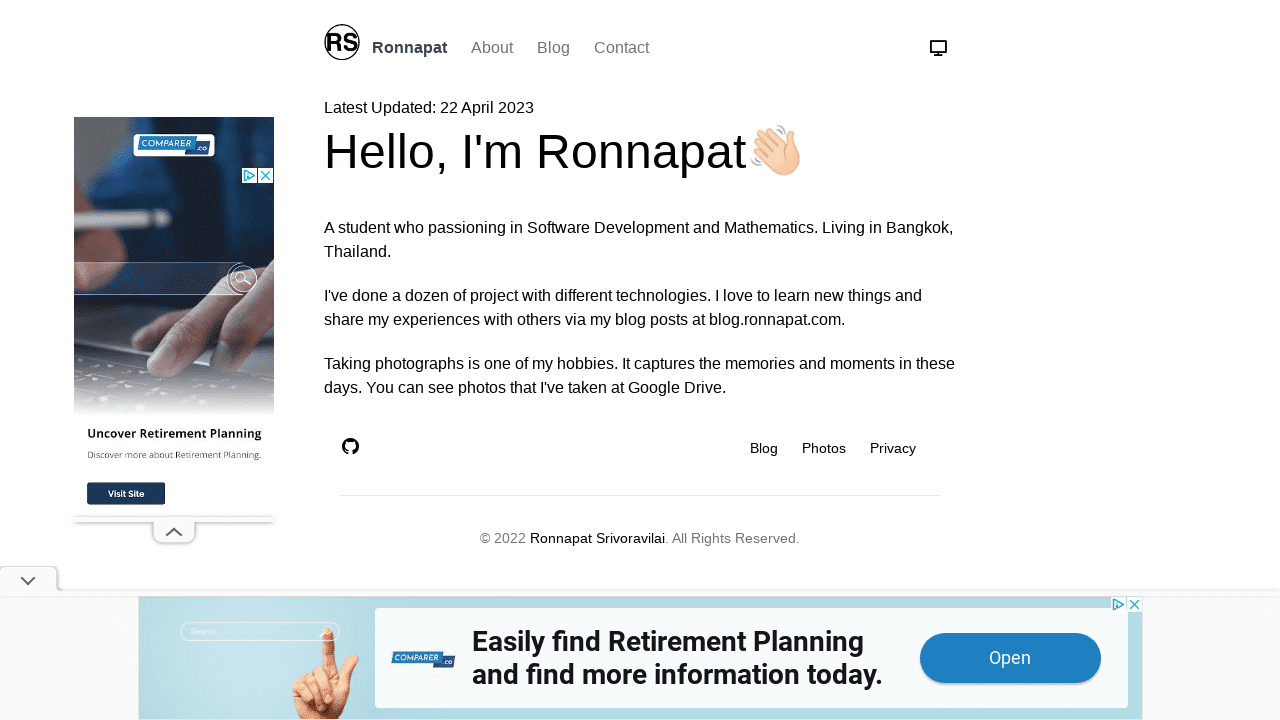 RS
Ronnapat
About
Blog
Contact
Latest Updated: 22 April 2023
Hello, I'm Ronnapat👋🏻
A student who passioning in Software Development and Mathematics. Living in Bangkok,
Thailand.
I've done a dozen of project with different technologies. I love to learn new things and
share my experiences with others via my blog posts at blog.ronnapat.com.
Taking photographs is one of my hobbies. It captures the memories and moments in these
days. You can see photos that I've taken at Google Drive.
Blog
Photos
Privacy
© 2022 Ronnapat Srivoravilai. All Rights Reserved.
COMPARER.co
Uncover Retirement Planning
Discover more about Retirement Planning.
Visit Site
Search
COMPARER.co
Easily find Retirement Planning
and find more information today.
Open